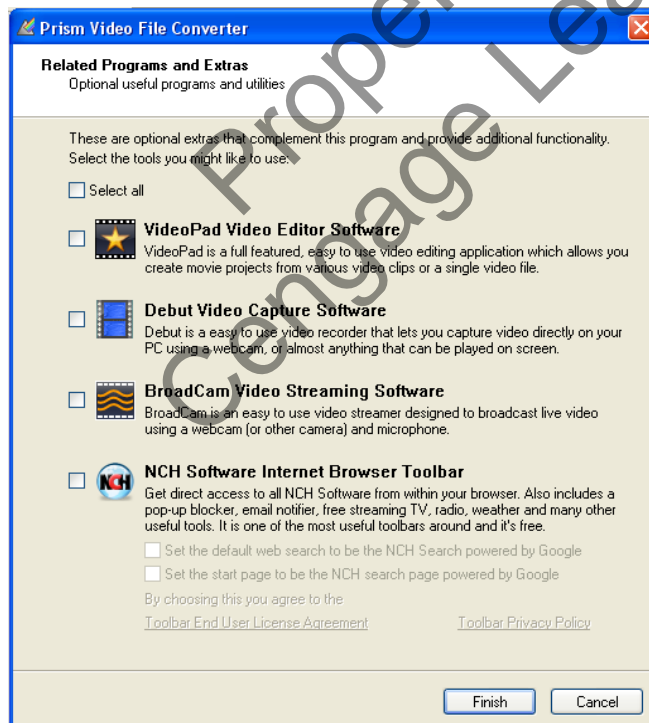 Prism Video File Converter
Related Programs and Extras
Optional useful programs and utilities
These are optional extras that complement this program and provide additional functionality.
Select the tools you might like to use:
Select all
VideoPad Video Editor Software
VideoPad is a full featured, easy to use video editing application which allows you
create movie projects from various video clips or a single video file.
Debut Video Capture Software
Debut is a easy to use video recorder that lets you capture video directly on your
PC using a webcam, or almost anything that can be played on screen.
BroadCam Video Streaming Software
BroadCam is an easy to use video streamer designed to broadcast live video
using a webcam (or other camera) and microphone.
NCH
NCH Software Internet Browser Toolbar
Get direct access to all NCH Software from within your browser. Also includes a
pop-up blocker, email notifier, free streaming TV, radio, weather and many other
useful tools. It is one of the most useful toolbars around and it's free.
Set the default web search to be the NCH Search powered by Google
Set the start page to be the NCH search page powered by Google
By choosing this you agree to the
Toolbar End User License Agreement Toolbar Privacy Policy
Finish Cancel
Cengage